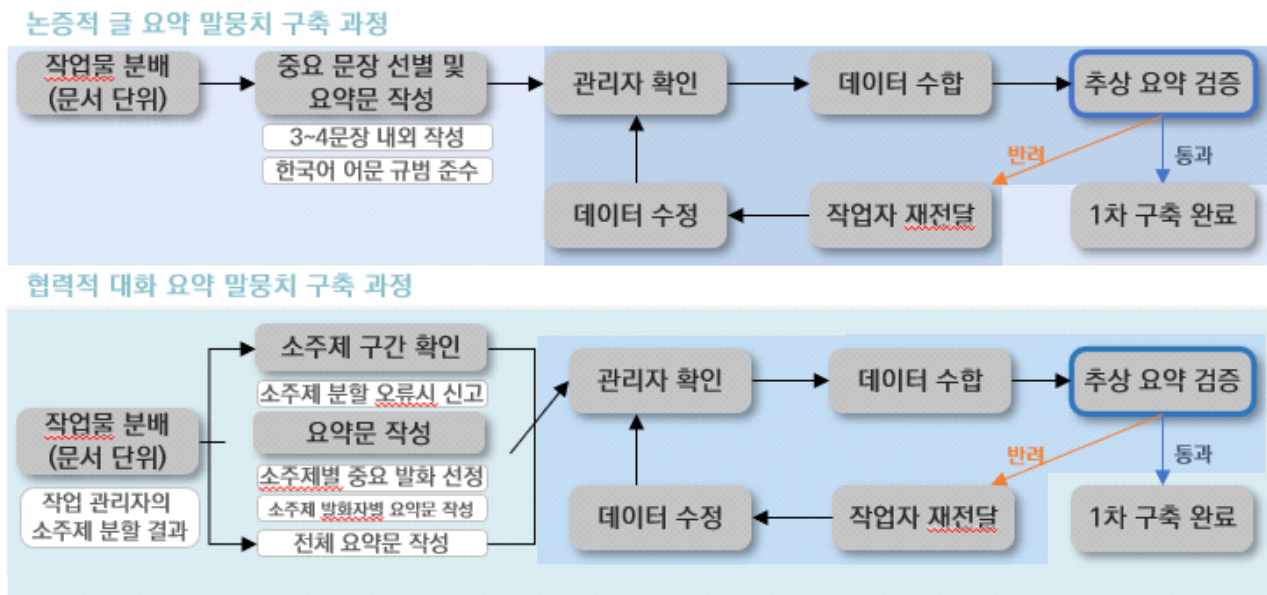 논증적 글 요약 말뭉치 구축 과정
작업물 분배
(문서 단위)
중요 문장 선별 및
요약문 작성
3~4문장 내외 작성
한국어 어문 규범 준수
관리자 확인
데이터 수합
추상 요약 검증
반려
통과
데이터 수정
작업자 재전달
1차 구축 완료
협력적 대화 요약 말뭉치 구축 과정
작업물 분배
(문서 단위)
작업 관리자의
소주제 분할 결과
소주제 구간 확인
소주제 분할 오류시 신고
요약문 작성
소주제별 중요 발화 선정
소주제 발화자별 요약문 작성
전체 요약문 작성
관리자 확인
데이터 수합
추상 요약 검증
반려
통과
데이터 수정
작업자 재전달
1차 구축 완료